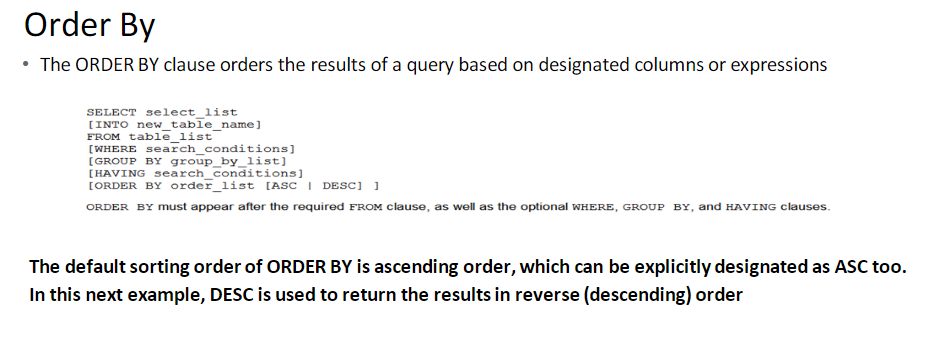 Order By
• The ORDER BY clause orders the results of a query based on designated columns or expressions
SELECT select_list
[INTO new_table_name]
FROM table_list
[WHERE search_conditions]
[GROUP BY group_by_list]
[HAVING search_conditions]
[ORDER BY order_list [ASC | DESC] ]
ORDER BY must appear after the required FROM clause, as well as the optional WHERE, GROUP BY, and HAVING clauses.
The default sorting order of ORDER BY is ascending order, which can be explicitly designated as ASC too.
In this next example, DESC is used to return the results in reverse (descending) order